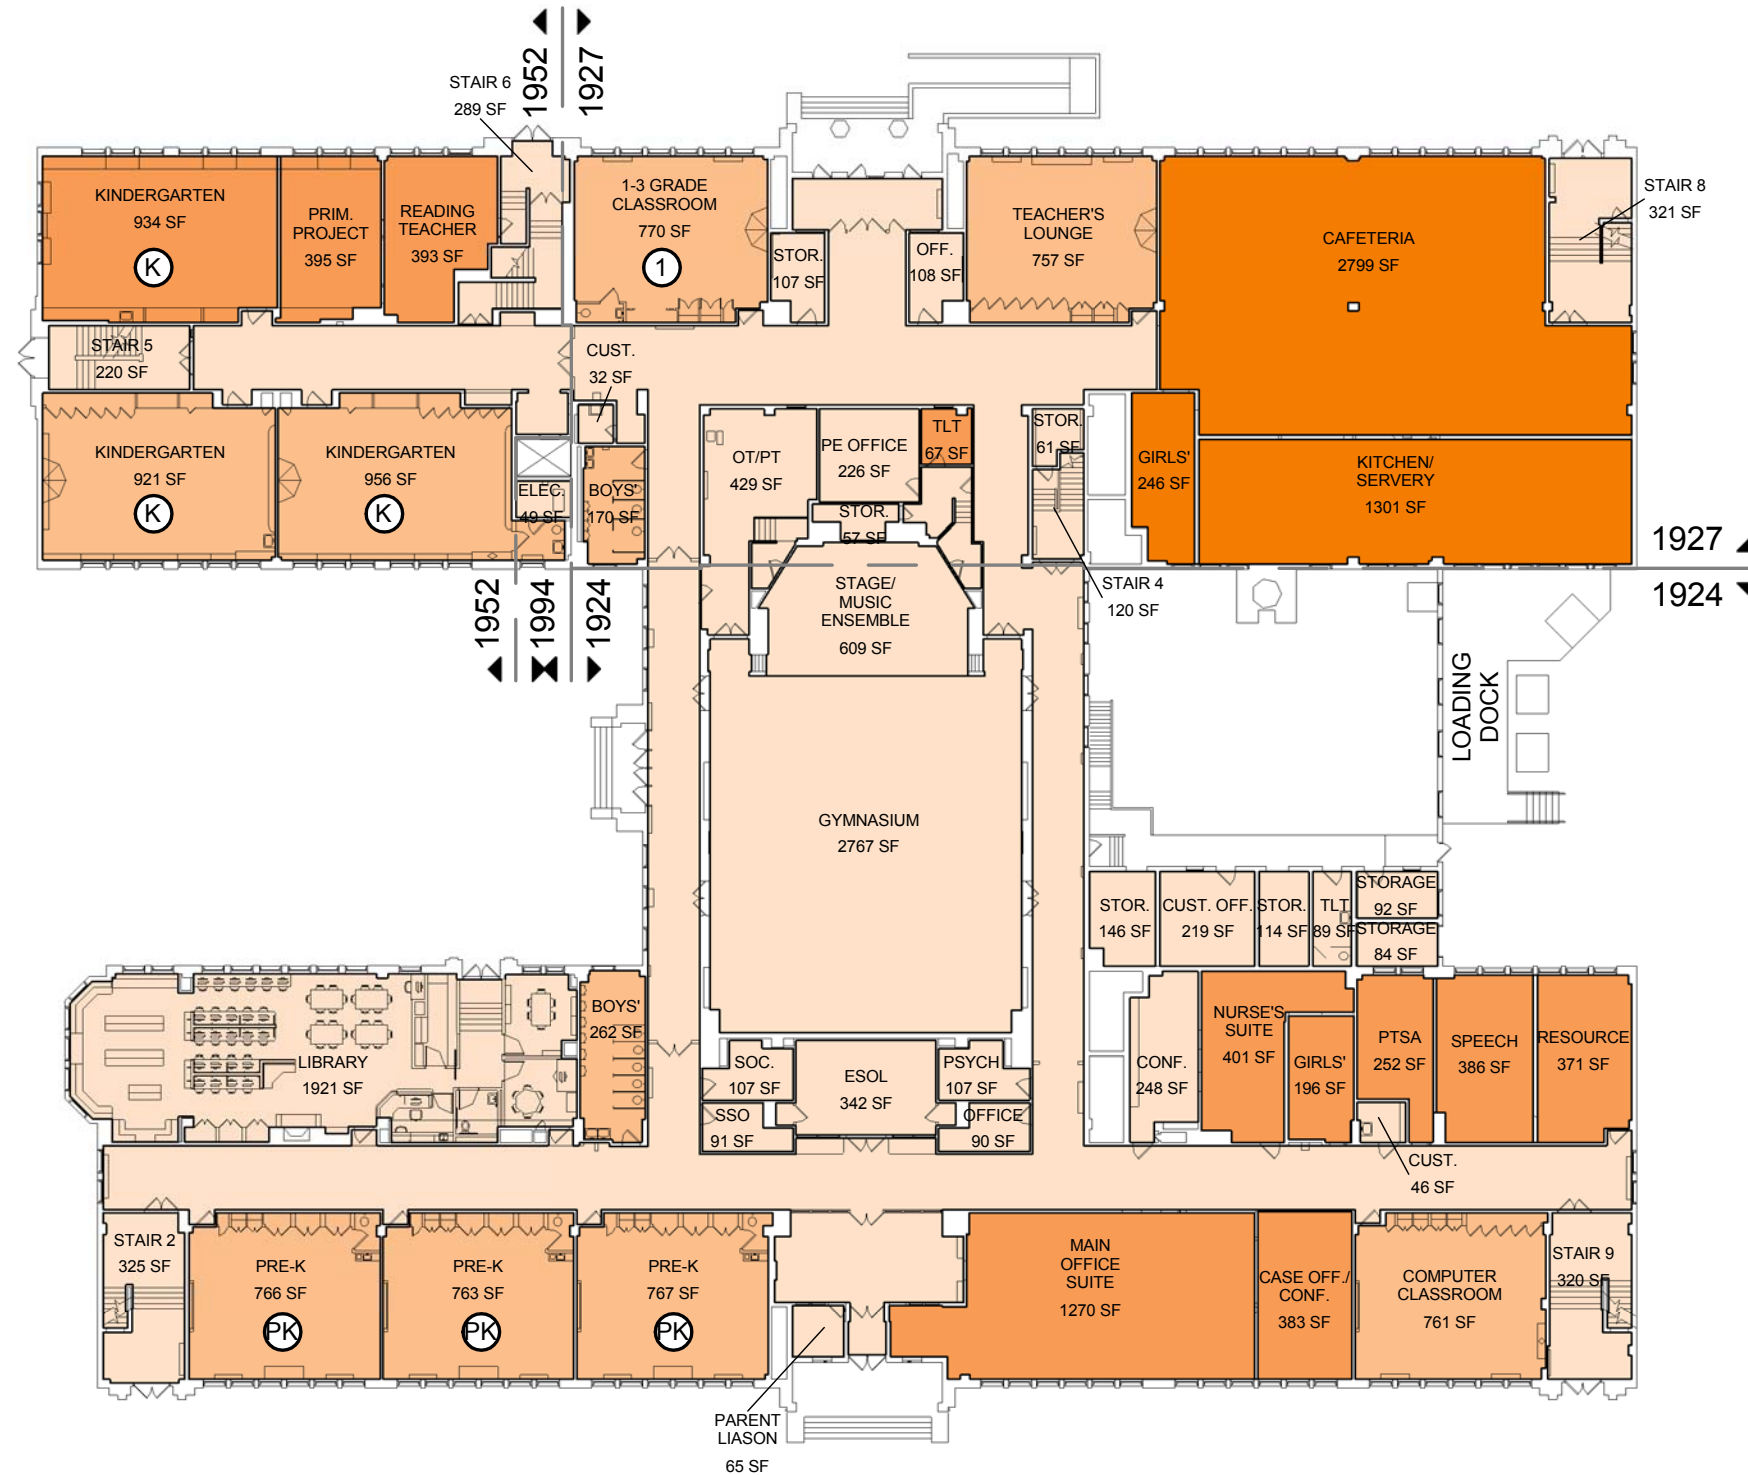 1952
1927
STAIR 6
289 SF
KINDERGARTEN
934 SF
K
PRIM.
PROJECT
395 SF
READING
TEACHER
393 SF
1-3 GRADE
CLASSROOM
770 SF
1
STOR.
107 SF
OFF.
108 SF
TEACHER'S
LOUNGE
757 SF
CAFETERIA
2799 SF
STAIR 8
321 SF
STAIR 5
220 SF
CUST.
32 SF
KINDERGARTEN
921 SF
K
KINDERGARTEN
956 SF
K
ELEC.
49 SF
BOYS'
170 SF
OT/PT
429 SF
PE OFFICE
226 SF
TLT
67 SF
STOR.
57 SF
STOR.
61 SF
GIRLS'
246 SF
KITCHEN/
SERVERY
1301 SF
1927
1924
STAIR 4
120 SF
1952
1994
1924
STAGE/
MUSIC
ENSEMBLE
609 SF
LOADING
DOCK
GYMNASIUM
2767 SF
STOR.
146 SF
CUST. OFF.
219 SF
STOR.
114 SF
TLT
89 SF
STORAGE
92 SF
STORAGE
84 SF
LIBRARY
1921 SF
BOYS'
262 SF
SOC.
107 SF
SSO
91 SF
ESOL
342 SF
PSYCH
107 SF
OFFICE
90 SF
CONF.
248 SF
NURSE'S
SUITE
401 SF
GIRLS'
196 SF
PTSA
252 SF
SPEECH
386 SF
RESOURCE
371 SF
CUST.
46 SF
STAIR 2
325 SF
PRE-K
766 SF
PK
PRE-K
763 SF
PK
PRE-K
767 SF
PK
MAIN
OFFICE
SUITE
1270 SF
CASE OFF./
CONF.
383 SF
COMPUTER
CLASSROOM
761 SF
STAIR 9
320 SF
PARENT
LIASON
65 SF